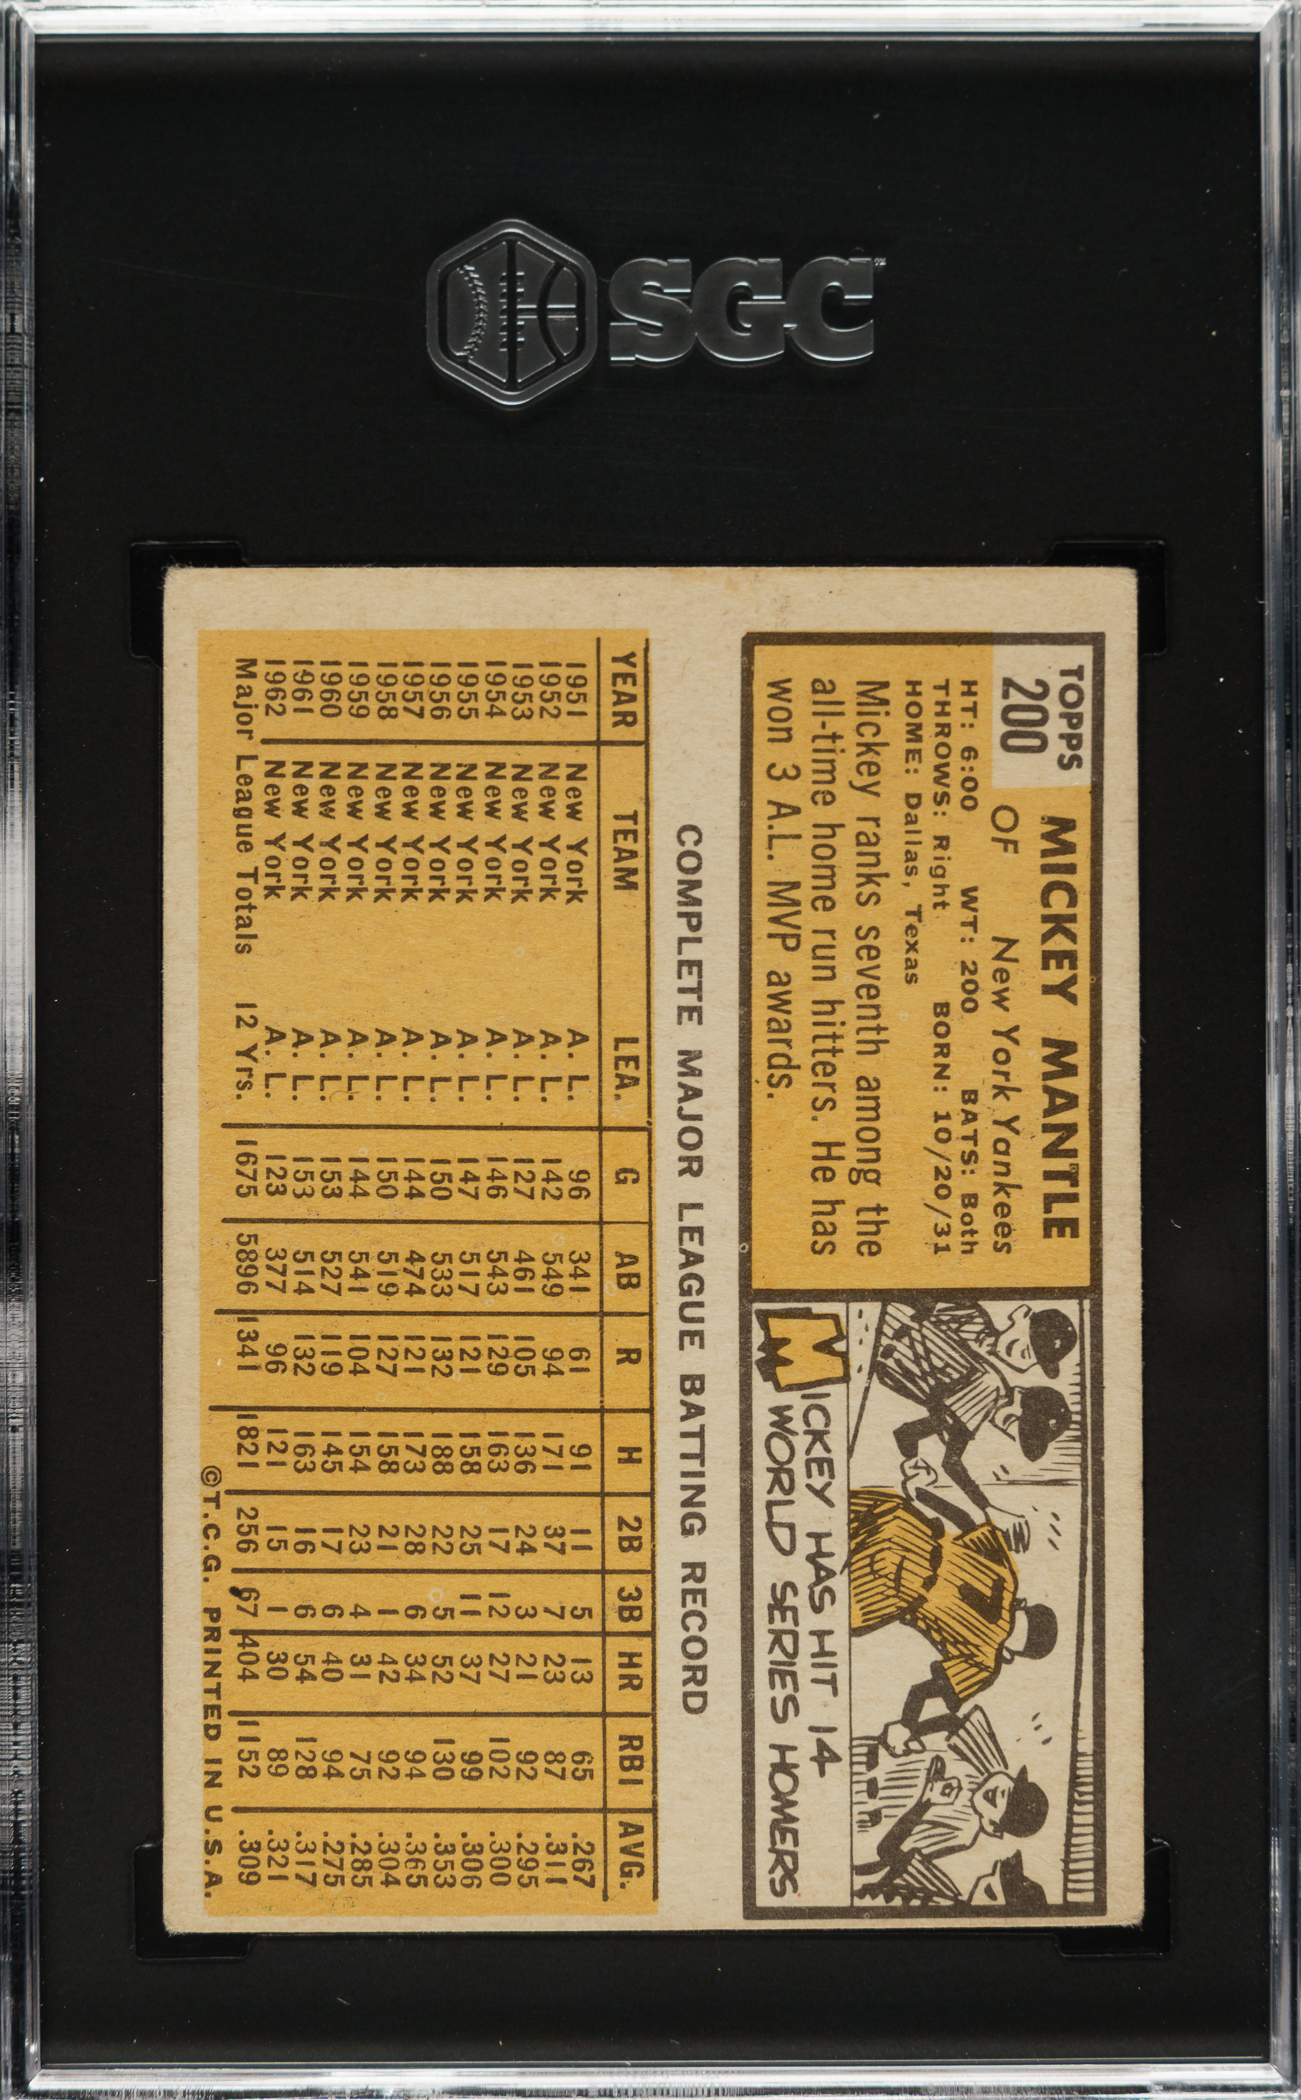 SGC
TOPPS
200
MICKEY MANTLE
OF New York Yankees
HT: 6:00 WT: 200 BATS: Both
THROWS: Right BORN: 10/20/31
HOME: Dallas, Texas
Mickey ranks seventh among the
all-time home run hitters. He has
won 3 A.L. MVP awards.
MICKEY HAS HIT 14
WORLD SERIES HOMERS
COMPLETE MAJOR LEAGUE BATTING RECORD
YEAR TEAM LEA. G AB R H 2B 3B HR RBI AVG.
1951 New York A. L. 96 341 61 91 11 5 13 65 .267
1952 New York A. L. 142 549 94 171 37 7 23 87 .311
1953 New York A. L. 127 461 105 136 24 3 21 92 .295
1954 New York A. L. 146 543 129 163 17 12 27 102 .300
1955 New York A. L. 147 517 121 158 25 11 37 99 .306
1956 New York A. L. 150 533 132 188 22 5 52 130 .353
1957 New York A. L. 144 474 121 173 28 6 34 94 .365
1958 New York A. L. 150 519 127 158 21 1 42 92 .304
1959 New York A. L. 144 541 104 154 23 4 31 75 .285
1960 New York A. L. 153 527 119 145 17 6 40 94 .275
1961 New York A. L. 153 514 132 163 16 6 54 128 .317
1962 New York A. L. 123 377 96 121 15 1 30 89 .321
Major League Totals 12 Yrs. 1675 5896 1341 1821 256 67 404 1152 .309
©T.C.G. PRINTED IN U.S.A.